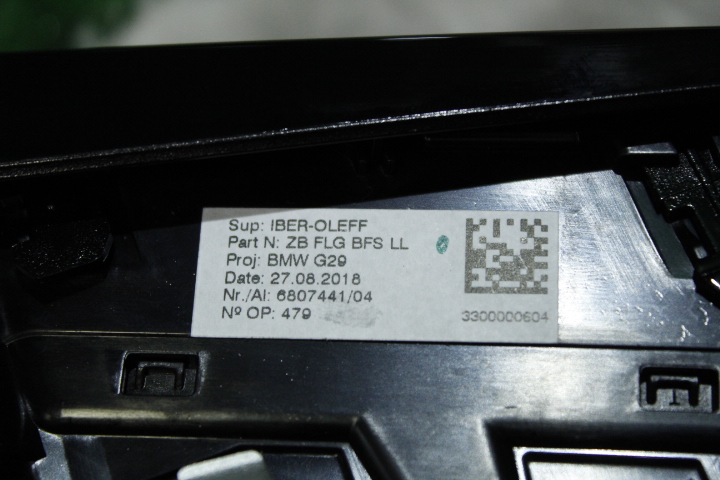 Sup: IBER-OLEFF
Part N: ZB FLG BFS LL
Proj: BMW G29
Date: 27.08.2018
Nr./AI: 6807441/04
Nº OP: 479
3300000604